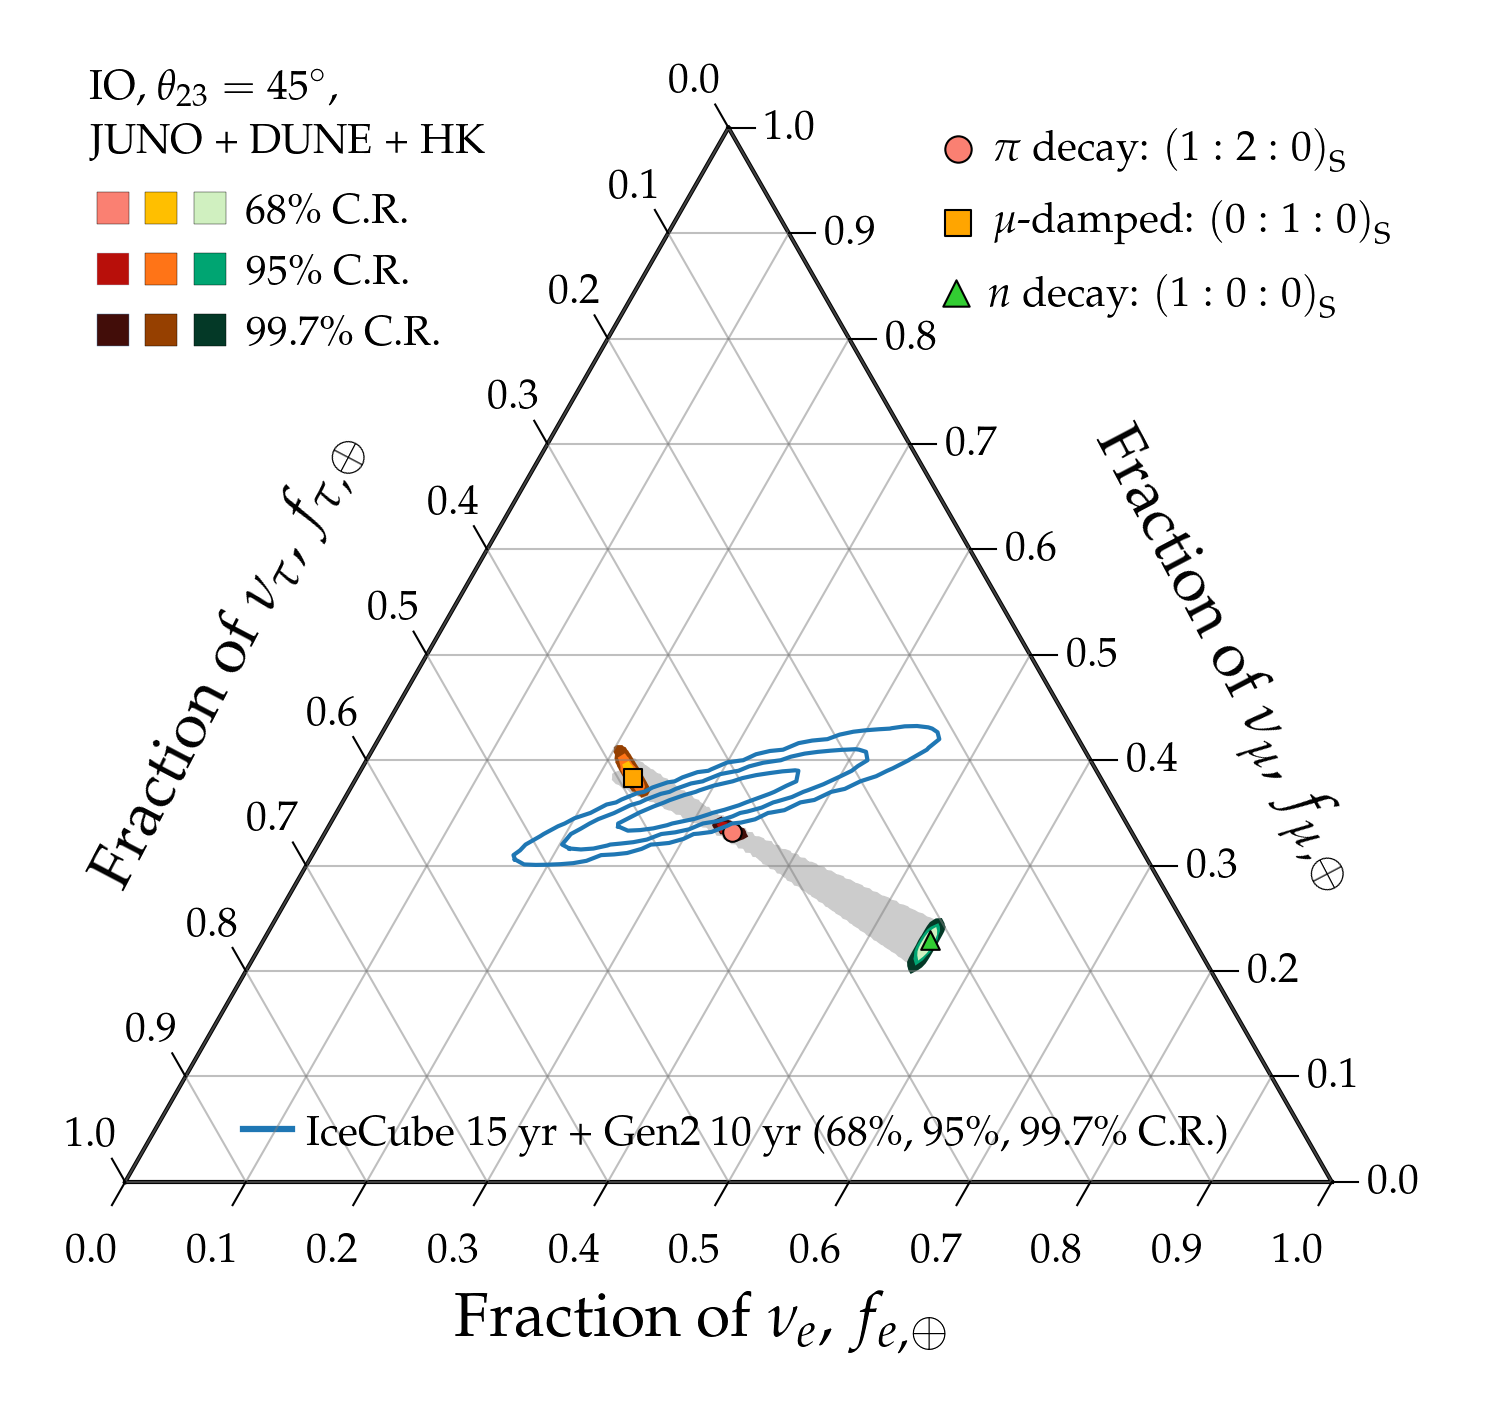 IO, θ23 = 45°,
JUNO + DUNE + HK
68% C.R.
95% C.R.
99.7% C.R.
π decay: (1 : 2 : 0)S
μ-damped: (0 : 1 : 0)S
n decay: (1 : 0 : 0)S
Fraction of ντ, fτ,⊕
0.0
0.1
0.2
0.3
0.4
0.5
0.6
0.7
0.8
0.9
1.0
Fraction of νμ, fμ,⊕
1.0
0.9
0.8
0.7
0.6
0.5
0.4
0.3
0.2
0.1
0.0
IceCube 15 yr + Gen2 10 yr (68%, 95%, 99.7% C.R.)
0.0 0.1 0.2 0.3 0.4 0.5 0.6 0.7 0.8 0.9 1.0
Fraction of νe, fe,⊕